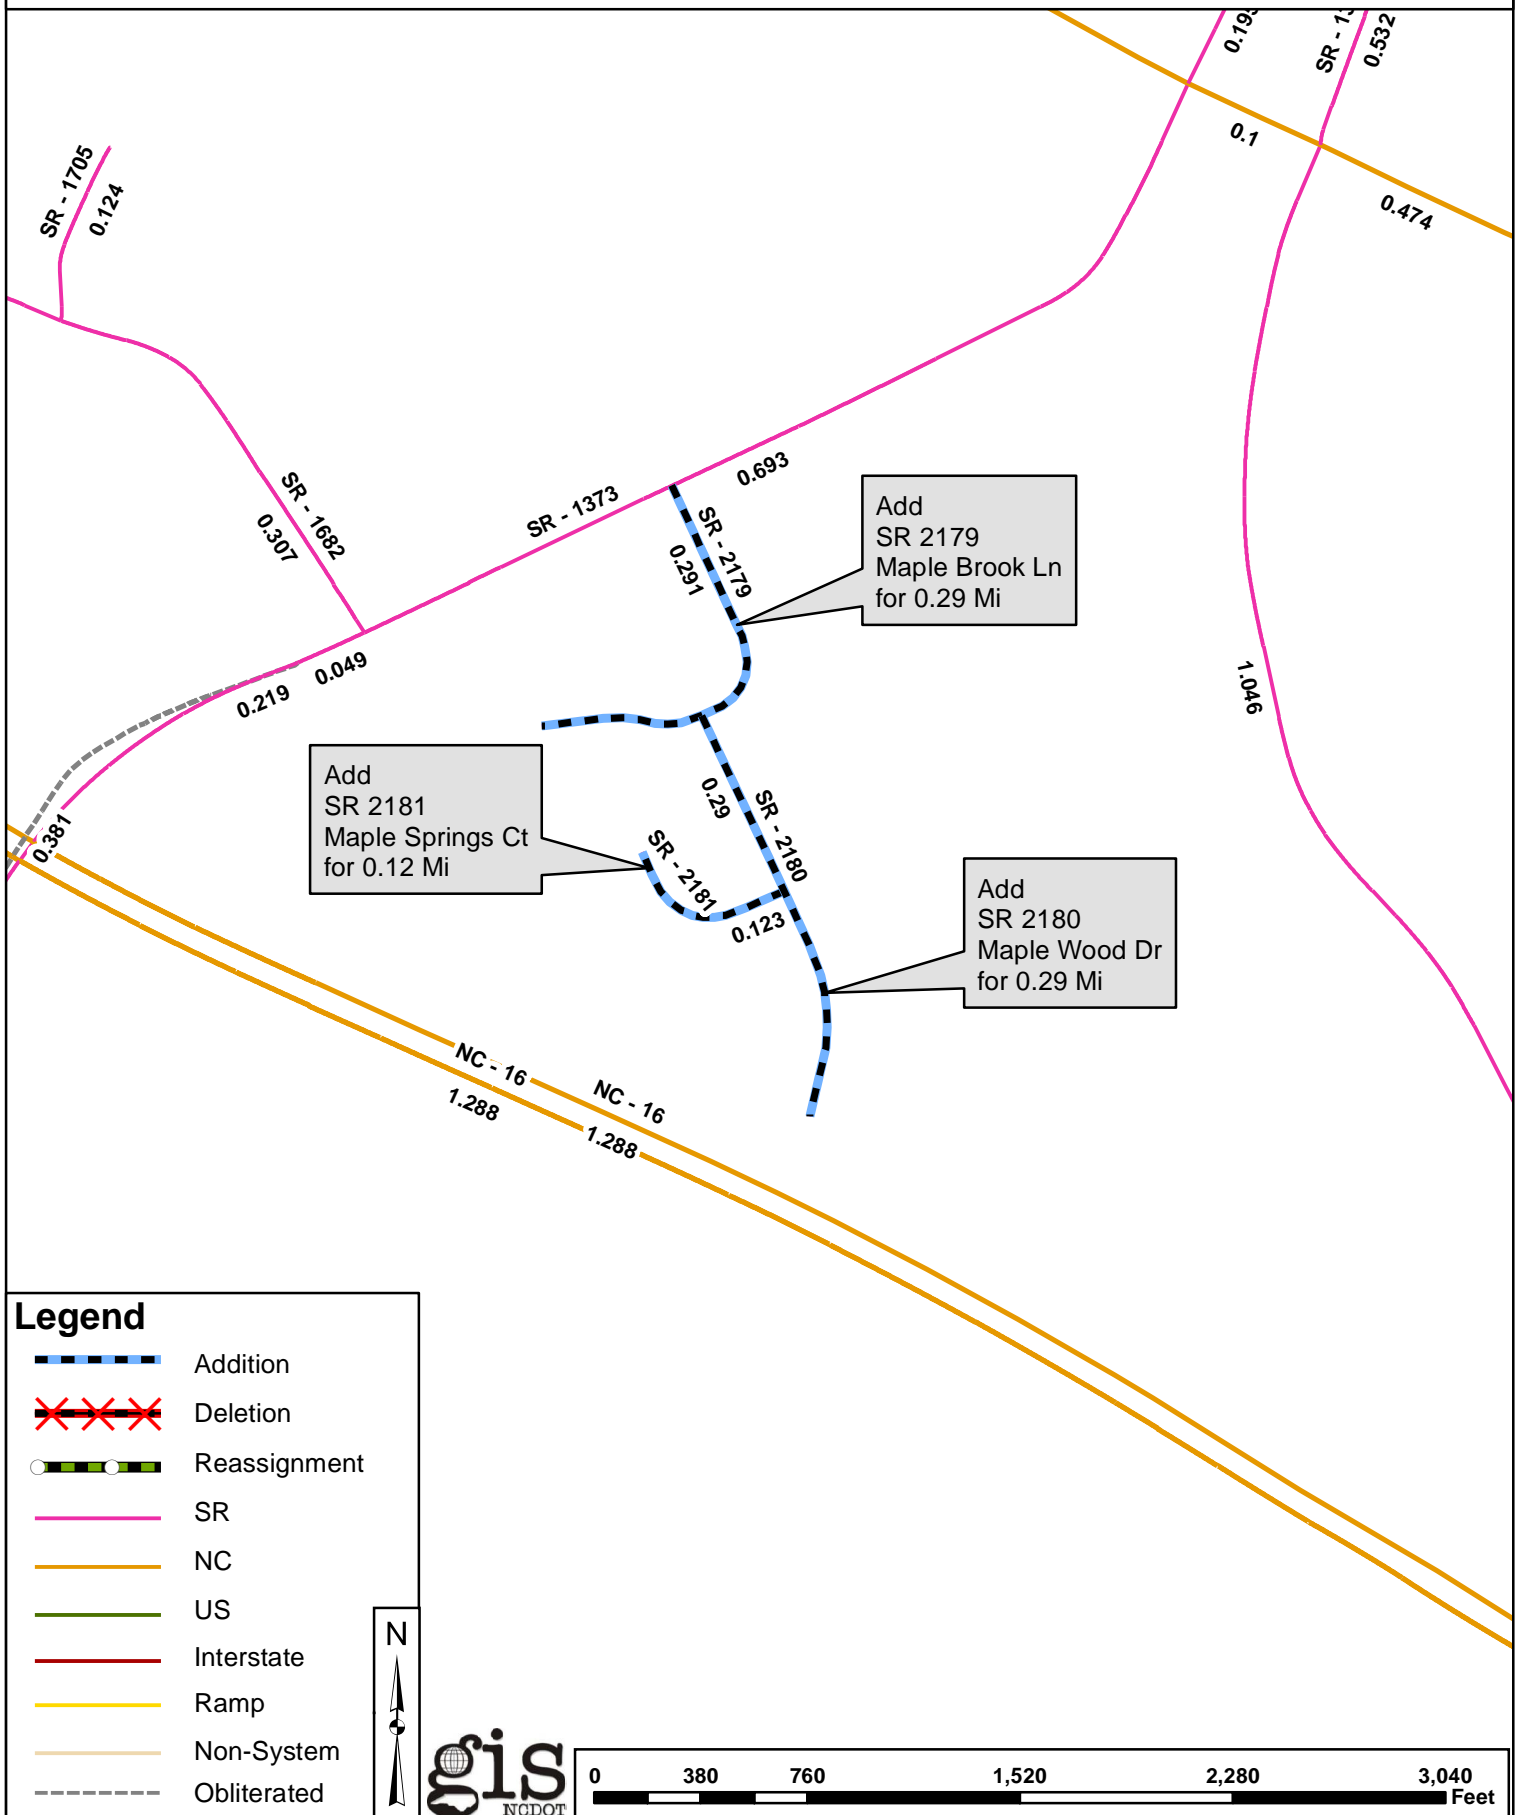 0.532
0.1
0.474
SR - 1705
0.124
SR - 1682
0.307
SR - 1373
0.693
SR - 2179
0.291
Add
SR 2179
Maple Brook Ln
for 0.29 Mi
0.049
0.219
1.046
0.381
Add
SR 2181
Maple Springs Ct
for 0.12 Mi
0.29
SR - 2180
SR - 2181
0.123
Add
SR 2180
Maple Wood Dr
for 0.29 Mi
NC - 16
1.288
NC - 16
1.288
Legend
Addition
Deletion
Reassignment
SR
NC
US
Interstate
Ramp
Non-System
Obliterated
N
gis
NCDOT
0 380 760 1,520 2,280 3,040
Feet